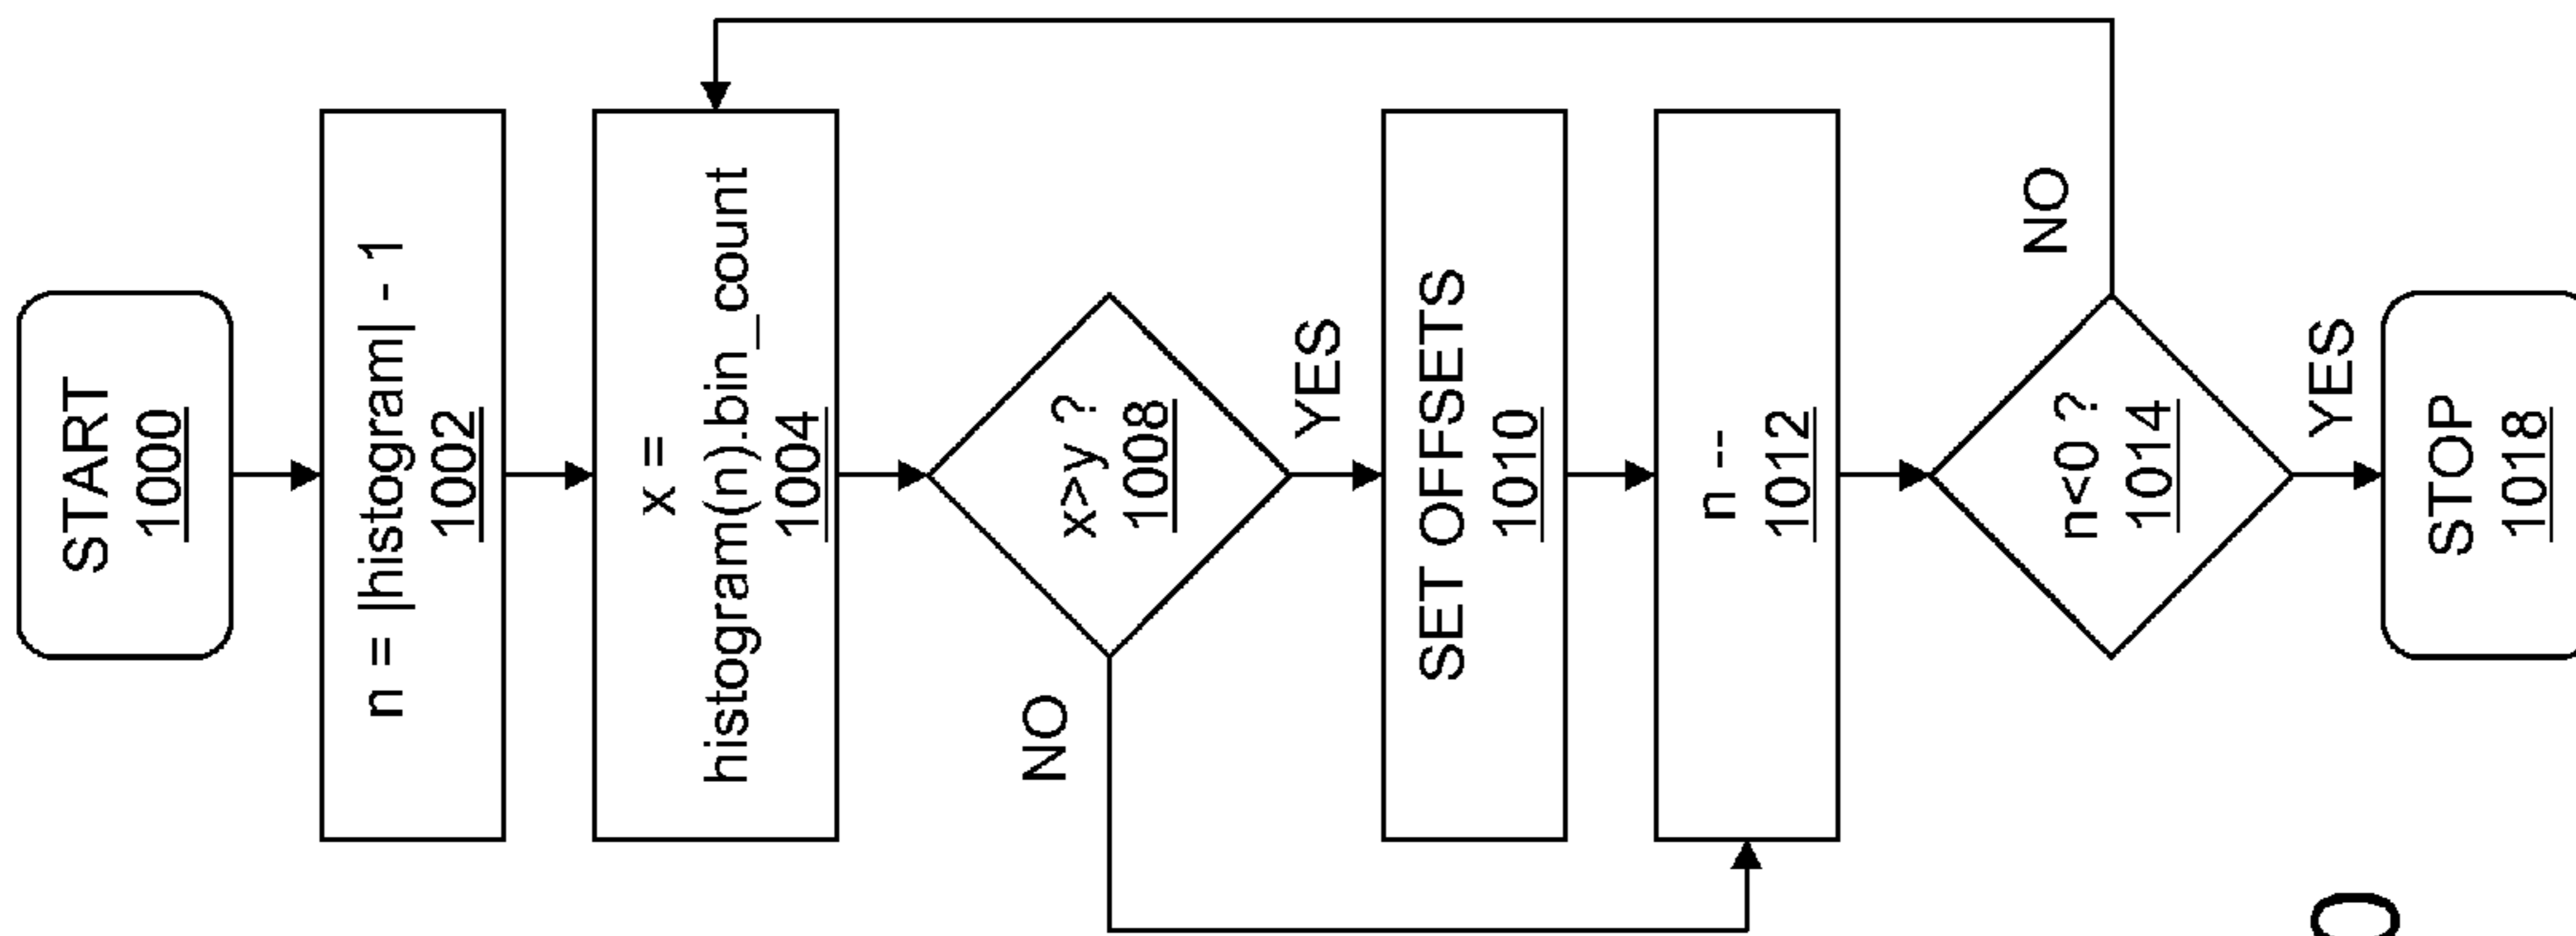 START
1000
n = |histogram| - 1
1002
x =
histogram(n).bin_count
1004
x>y ?
1008
NO
YES
SET OFFSETS
1010
n --
1012
n<0 ?
1014
NO
YES
STOP
1018
0